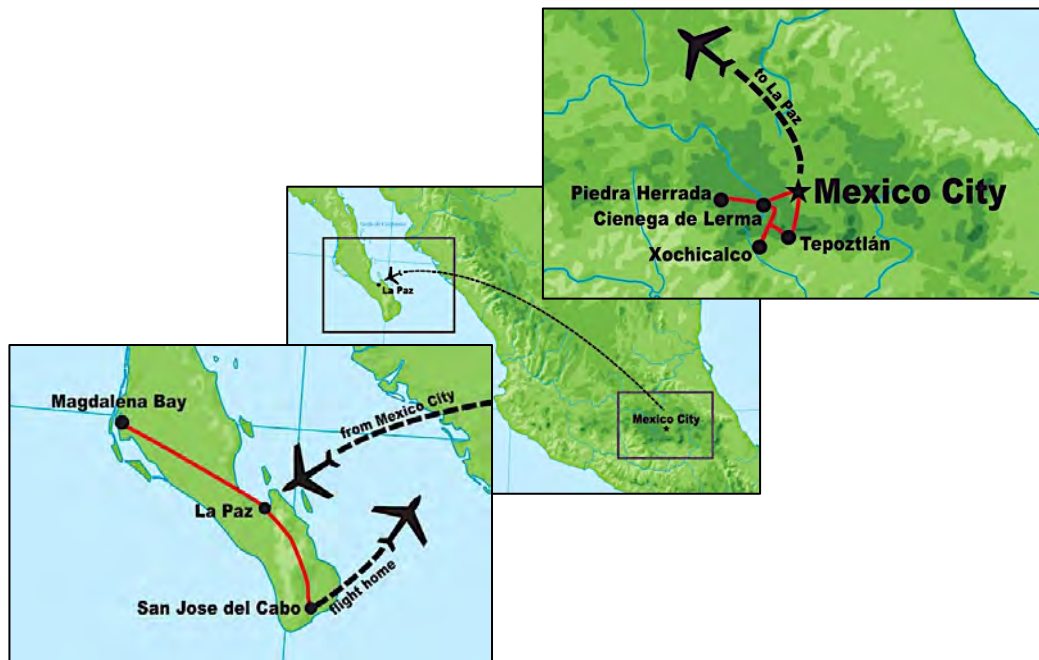 to La Paz
Piedra Herrada
Mexico City
Cienega de Lerma
Tepoztlán
Xochicalco
La Paz
Mexico City
Magdalena Bay
from Mexico City
La Paz
San Jose del Cabo
flight home